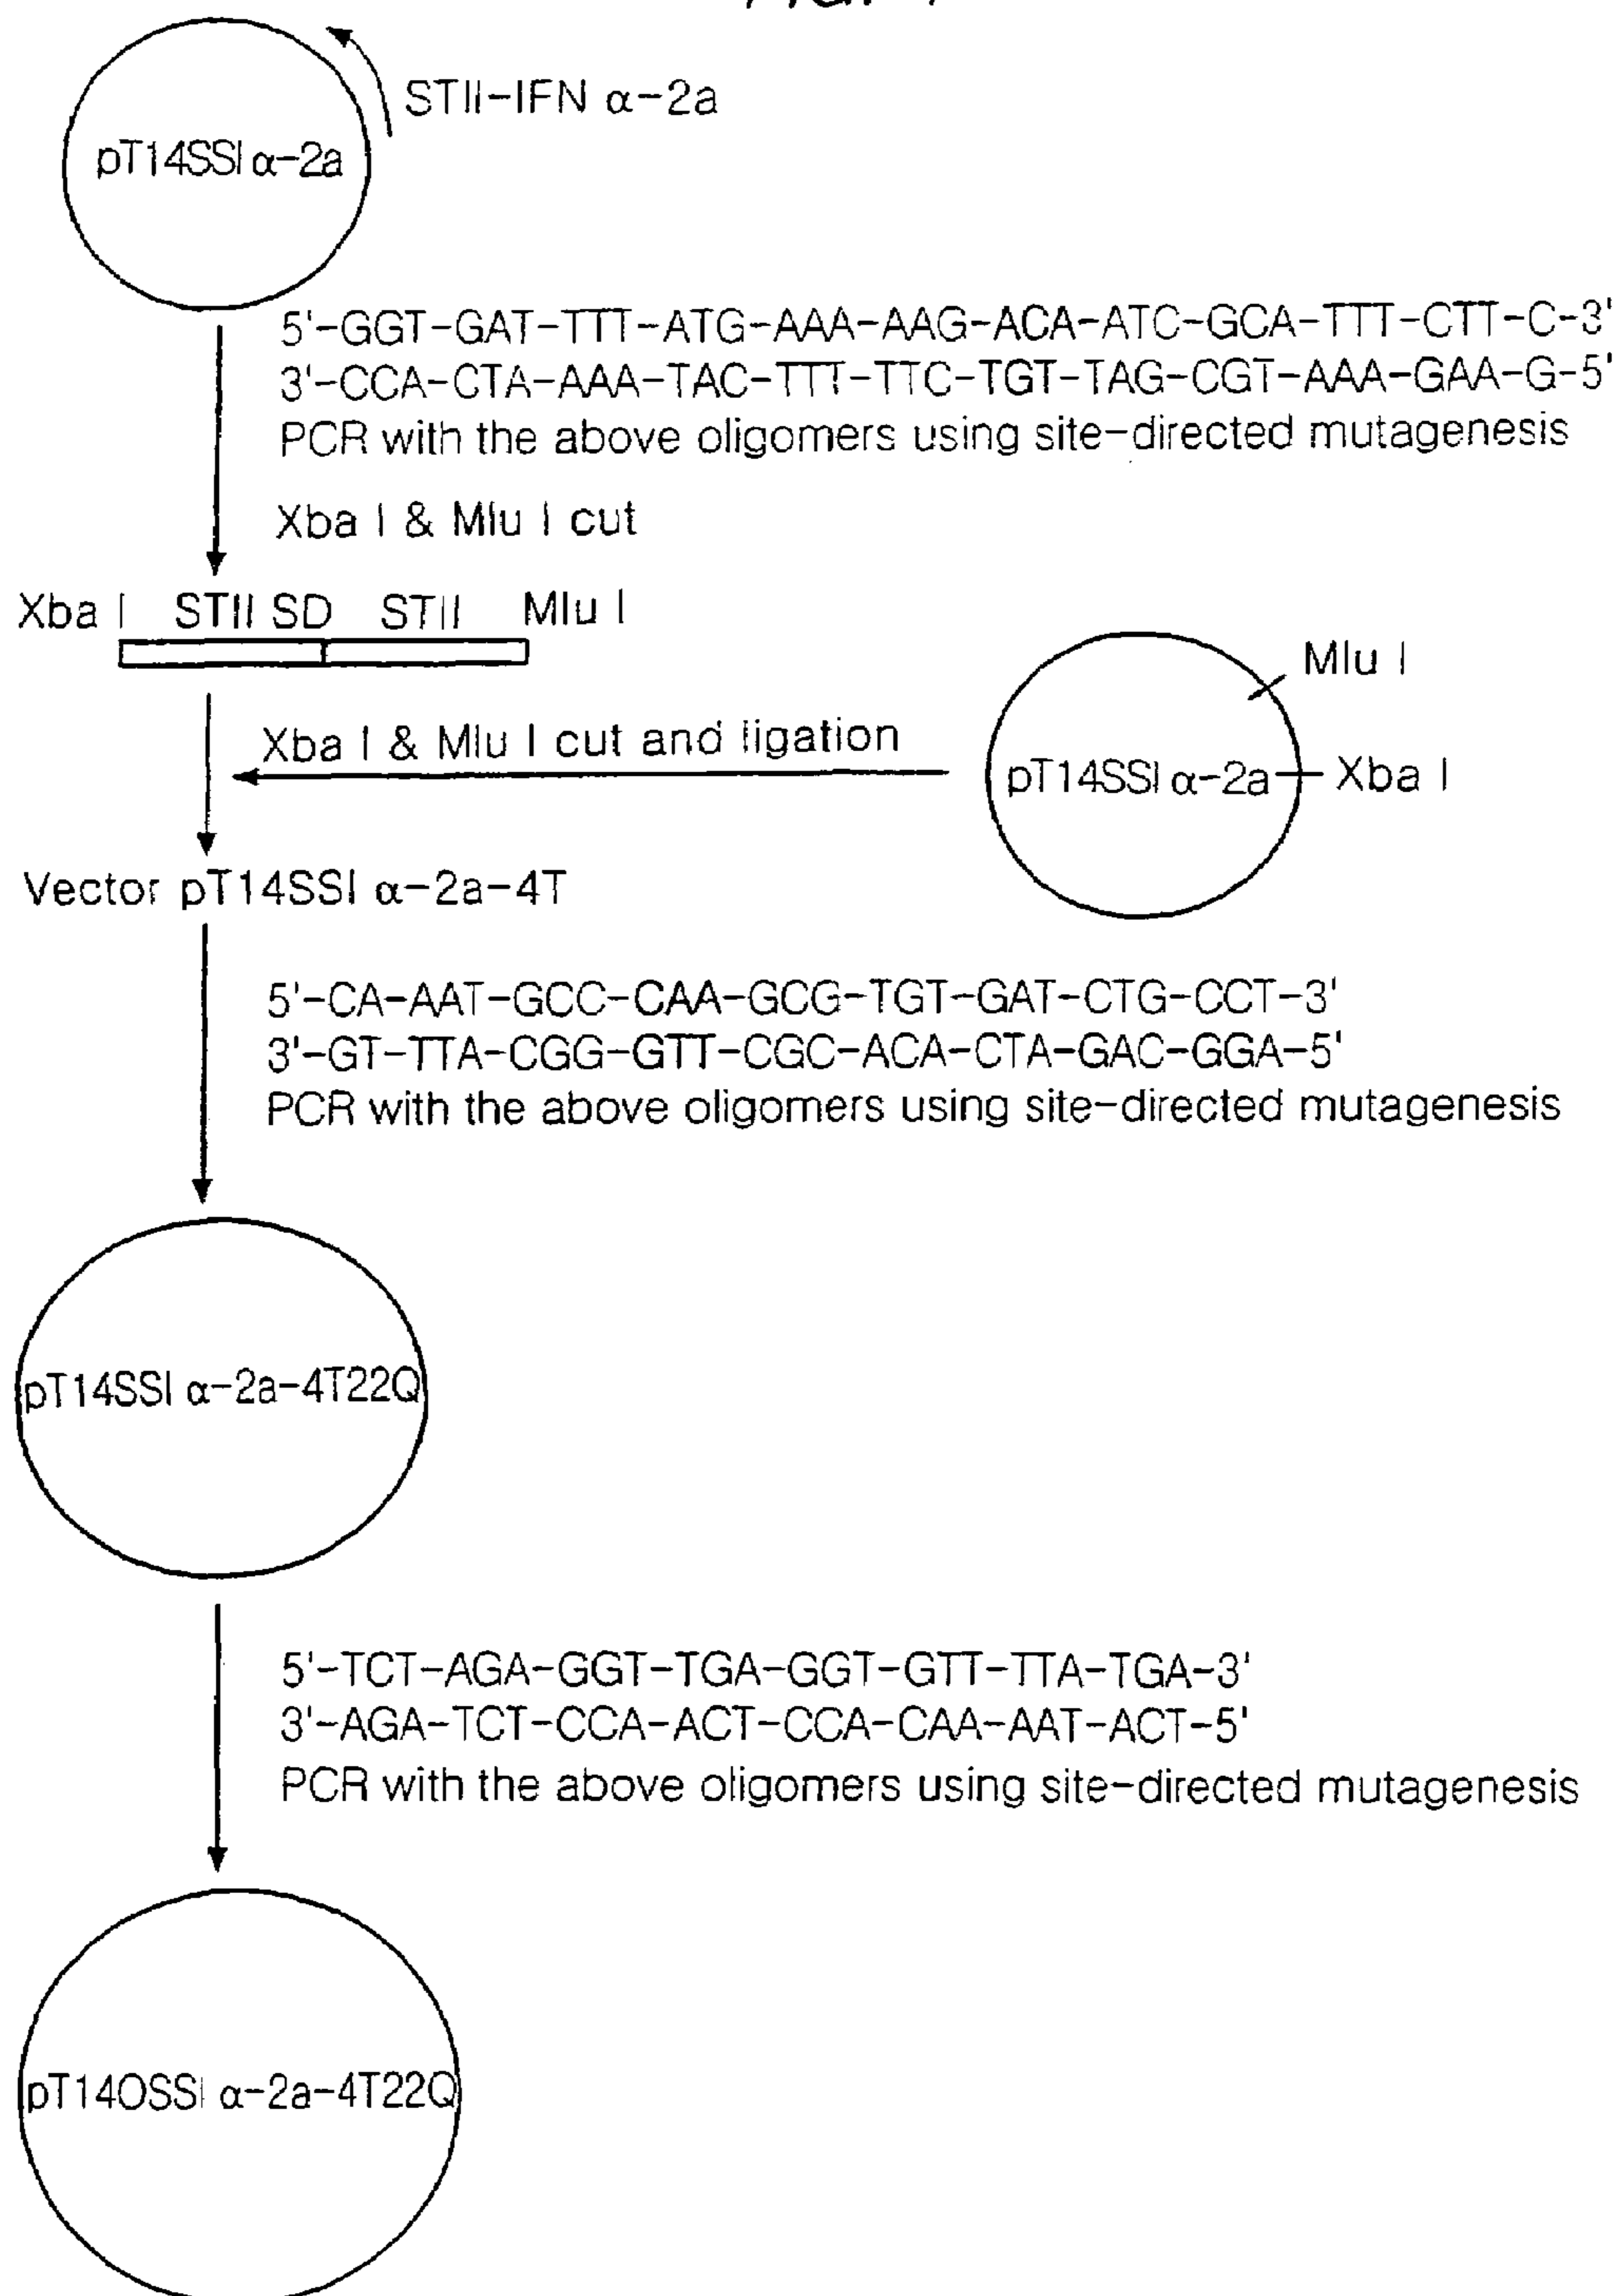 STII-IFN α-2a
pT14SSI α-2a
5'-GGT-GAT-TTT-ATG-AAA-AAG-ACA-ATC-GCA-TTT-CTT-C-3'
3'-CCA-CTA-AAA-TAC-TTT-TTC-TGT-TAG-CGT-AAA-GAA-G-5'
PCR with the above oligomers using site-directed mutagenesis
Xba I & Mlu I cut
Xba I STII SD STII Mlu I
Mlu I
Xba I & Mlu I cut and ligation
pT14SSI α-2a Xba I
Vector pT14SSI α-2a-4T
5'-CA-AAT-GCC-CAA-GCG-TGT-GAT-CTG-CCT-3'
3'-GT-TTA-CGG-GTT-CGC-ACA-CTA-GAC-GGA-5'
PCR with the above oligomers using site-directed mutagenesis
pT14SSI α-2a-4T22Q
5'-TCT-AGA-GGT-TGA-GGT-GTT-TTA-TGA-3'
3'-AGA-TCT-CCA-ACT-CCA-CAA-AAT-ACT-5'
PCR with the above oligomers using site-directed mutagenesis
pT14OSSI α-2a-4T22Q